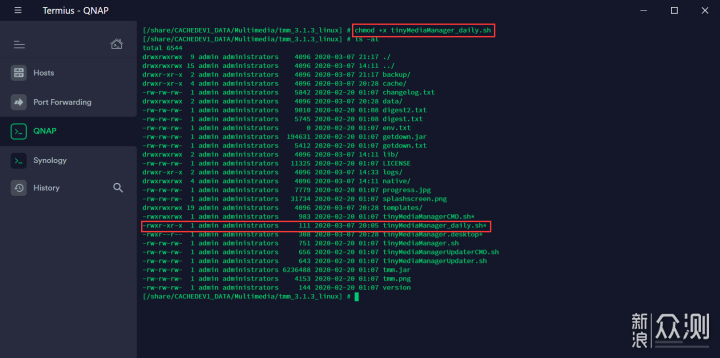 Termius - QNAP
Hosts
Port Forwarding
QNAP
Synology
History
[/share/CACHEDEV1_DATA/Multimedia/tmm_3.1.3_linux] # chmod +x tinyMediaManager_daily.sh
[/share/CACHEDEV1_DATA/Multimedia/tmm_3.1.3_linux] # ls -al
total 6544
drwxrwxrwx 9 admin administrators 4096 2020-03-07 21:17 ./
drwxrwxrwx 15 admin administrators 4096 2020-03-07 14:11 ../
drwxr-xr-x 2 admin administrators 4096 2020-03-07 21:17 backup/
drwxr-xr-x 4 admin administrators 4096 2020-03-07 20:28 cache/
-rw-rw-rw- 1 admin administrators 5842 2020-02-20 01:07 changelog.txt
drwxrwxrwx 2 admin administrators 4096 2020-03-07 20:28 data/
-rw-rw-rw- 1 admin administrators 9010 2020-02-20 01:08 digest2.txt
-rw-rw-rw- 1 admin administrators 5745 2020-02-20 01:08 digest.txt
-rw-rw-rw- 1 admin administrators 0 2020-02-20 01:07 env.txt
-rw-rw-rw- 1 admin administrators 194631 2020-02-20 01:07 getdown.jar
-rw-rw-rw- 1 admin administrators 5412 2020-02-20 01:07 getdown.txt
drwxrwxrwx 2 admin administrators 4096 2020-03-07 14:11 lib/
-rw-rw-rw- 1 admin administrators 11325 2020-02-20 01:07 LICENSE
drwxr-xr-x 2 admin administrators 4096 2020-03-07 14:33 logs/
drwxrwxrwx 4 admin administrators 4096 2020-03-07 14:11 native/
-rw-rw-rw- 1 admin administrators 7779 2020-02-20 01:07 progress.jpg
-rw-rw-rw- 1 admin administrators 31734 2020-02-20 01:07 splashscreen.png
drwxrwxrwx 19 admin administrators 4096 2020-03-07 20:28 templates/
-rwxrwxrwx 1 admin administrators 983 2020-02-20 01:07 tinyMediaManagerCMD.sh*
-rwxr-xr-x 1 admin administrators 111 2020-03-07 20:05 tinyMediaManager_daily.sh*
-rwxr--r-- 1 admin administrators 308 2020-03-07 20:28 tinyMediaManager.desktop*
-rw-rw-rw- 1 admin administrators 751 2020-02-20 01:07 tinyMediaManager.sh
-rw-rw-rw- 1 admin administrators 656 2020-02-20 01:07 tinyMediaManagerUpdaterCMD.sh
-rw-rw-rw- 1 admin administrators 643 2020-02-20 01:07 tinyMediaManagerUpdater.sh
-rw-rw-rw- 1 admin administrators 6236488 2020-02-20 01:07 tmm.jar
-rw-rw-rw- 1 admin administrators 4153 2020-02-20 01:07 tmm.png
-rw-rw-rw- 1 admin administrators 144 2020-02-20 01:07 version
[/share/CACHEDEV1_DATA/Multimedia/tmm_3.1.3_linux] #
新浪众测